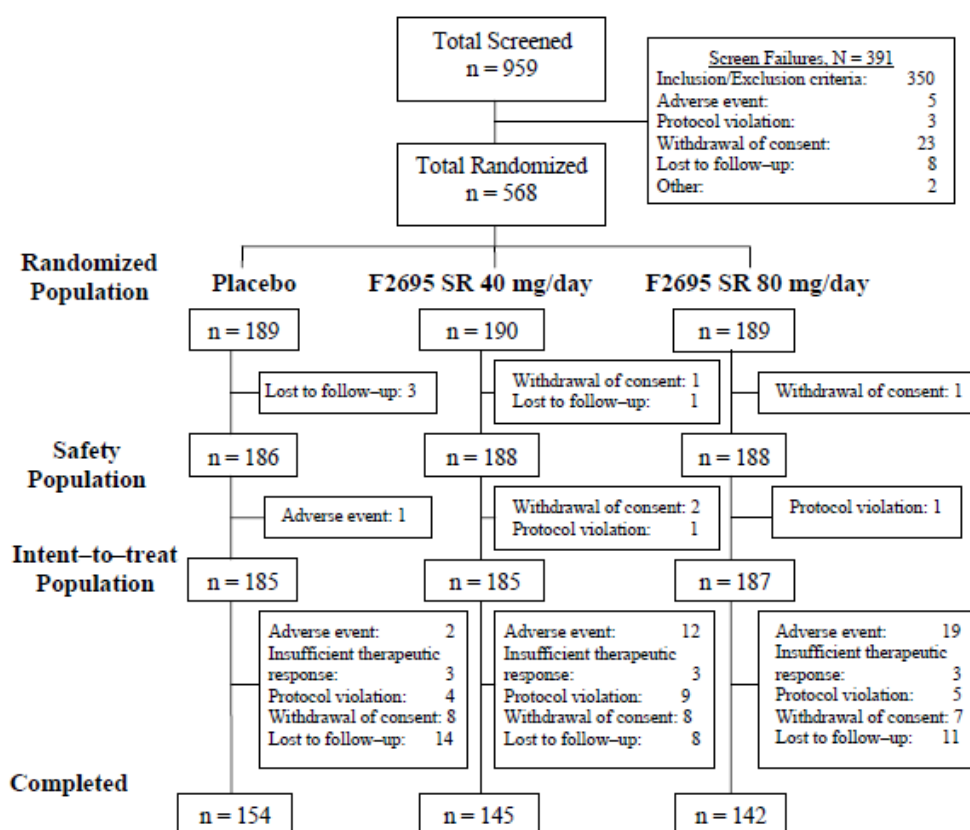 Total Screened
n = 959
Screen Failures, N = 391
Inclusion/Exclusion criteria: 350
Adverse event: 5
Protocol violation: 3
Withdrawal of consent: 23
Lost to follow–up: 8
Other: 2
Total Randomized
n = 568
Randomized
Population
Placebo
F2695 SR 40 mg/day
F2695 SR 80 mg/day
n = 189
n = 190
n = 189
Lost to follow–up: 3
Withdrawal of consent: 1
Lost to follow–up: 1
Withdrawal of consent: 1
Safety
Population
n = 186
n = 188
n = 188
Adverse event: 1
Withdrawal of consent: 2
Protocol violation: 1
Protocol violation: 1
Intent–to–treat
Population
n = 185
n = 185
n = 187
Adverse event: 2
Insufficient therapeutic
response: 3
Protocol violation: 4
Withdrawal of consent: 8
Lost to follow–up: 14
Adverse event: 12
Insufficient therapeutic
response: 3
Protocol violation: 9
Withdrawal of consent: 8
Lost to follow–up: 8
Adverse event: 19
Insufficient therapeutic
response: 3
Protocol violation: 5
Withdrawal of consent: 7
Lost to follow–up: 11
Completed
n = 154
n = 145
n = 142